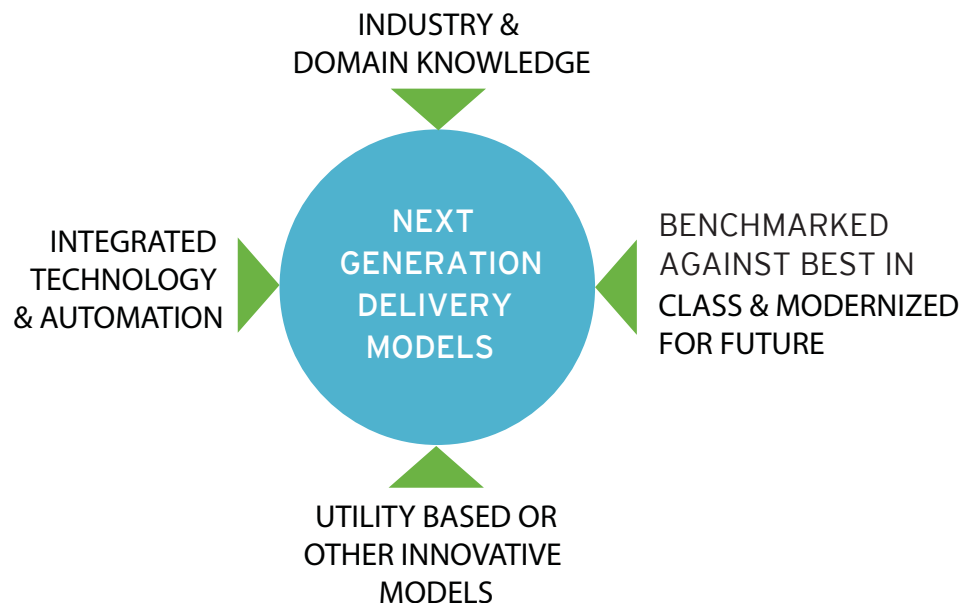 INDUSTRY &
DOMAIN KNOWLEDGE
INTEGRATED
TECHNOLOGY
& AUTOMATION
NEXT
GENERATION
DELIVERY
MODELS
BENCHMARKED
AGAINST BEST IN
CLASS & MODERNIZED
FOR FUTURE
UTILITY BASED OR
OTHER INNOVATIVE
MODELS